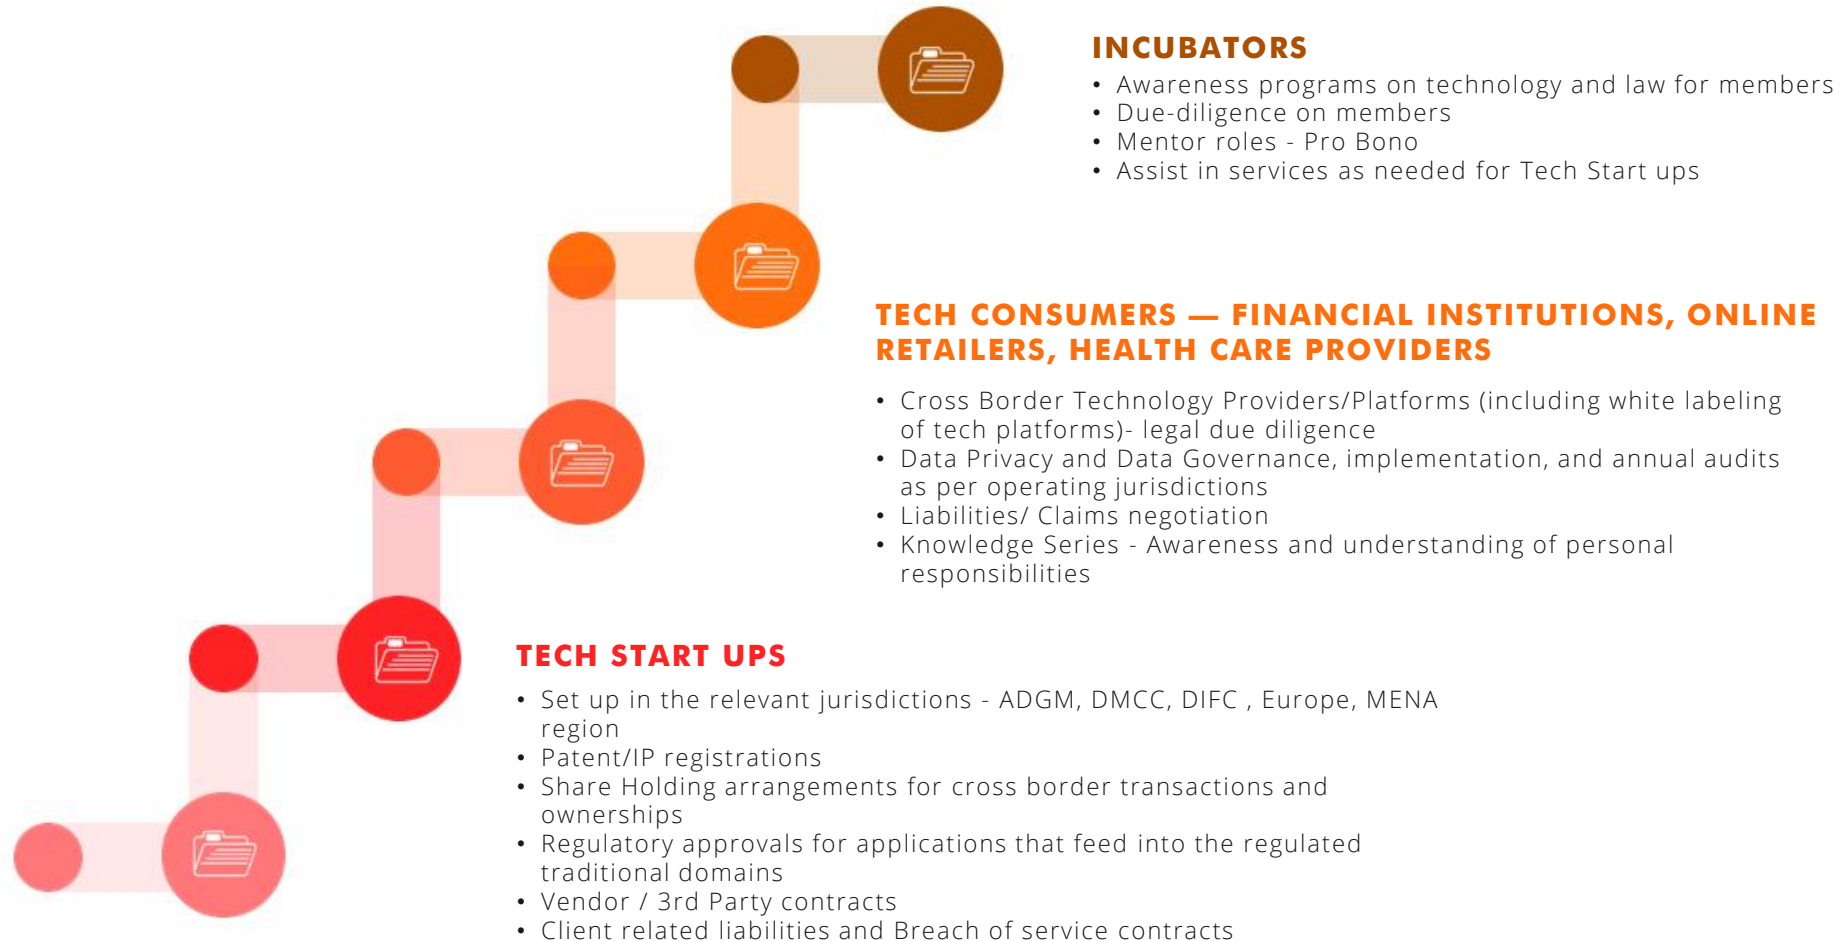 INCUBATORS
• Awareness programs on technology and law for members
• Due-diligence on members
• Mentor roles - Pro Bono
• Assist in services as needed for Tech Start ups
TECH CONSUMERS — FINANCIAL INSTITUTIONS, ONLINE
RETAILERS, HEALTH CARE PROVIDERS
• Cross Border Technology Providers/Platforms (including white labeling
of tech platforms)- legal due diligence
• Data Privacy and Data Governance, implementation, and annual audits
as per operating jurisdictions
• Liabilities/ Claims negotiation
• Knowledge Series - Awareness and understanding of personal
responsibilities
TECH START UPS
• Set up in the relevant jurisdictions - ADGM, DMCC, DIFC , Europe, MENA
region
• Patent/IP registrations
• Share Holding arrangements for cross border transactions and
ownerships
• Regulatory approvals for applications that feed into the regulated
traditional domains
• Vendor / 3rd Party contracts
• Client related liabilities and Breach of service contracts